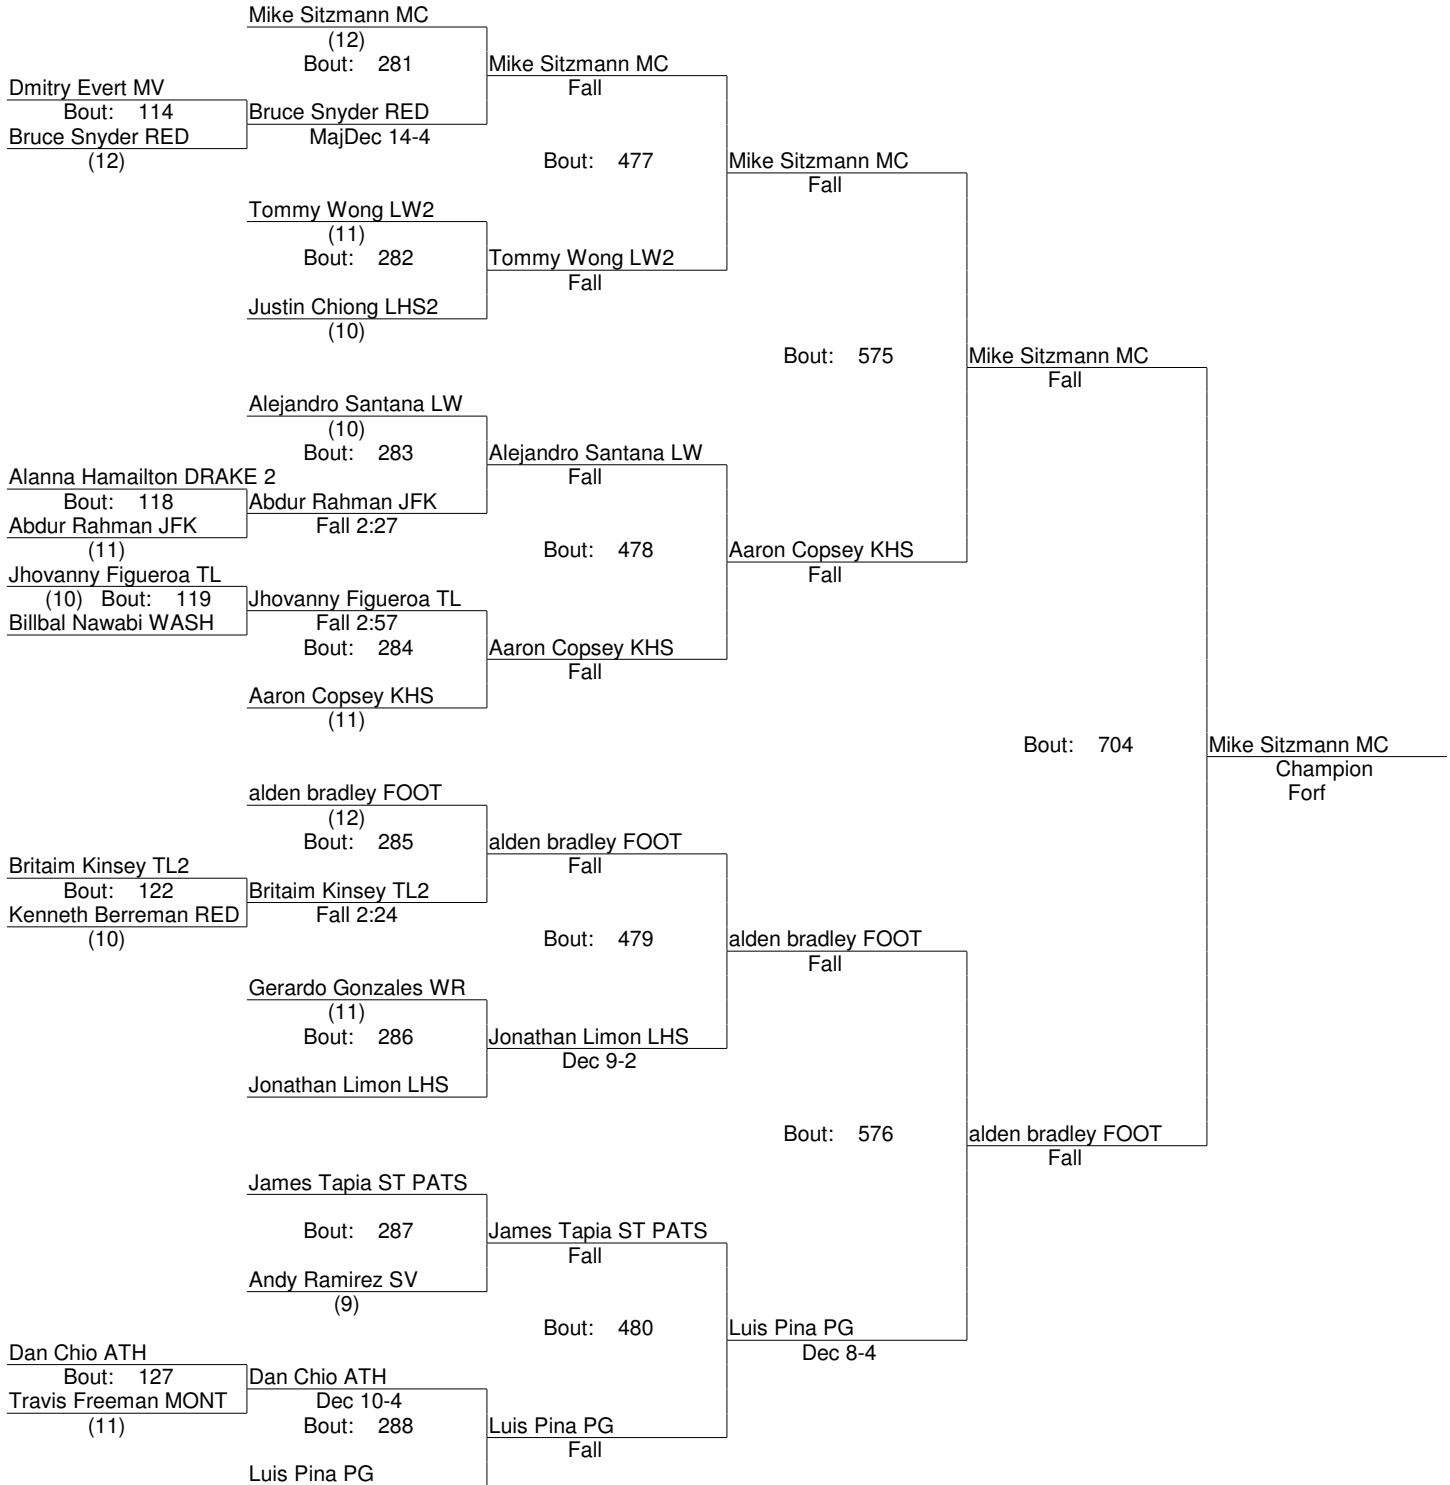 Mike Sitzmann MC
(12)
Bout: 281
Mike Sitzmann MC
Fall
Dmitry Evert MV
Bout: 114
Bruce Snyder RED
Bruce Snyder RED
MajDec 14-4
(12)
Bout: 477
Mike Sitzmann MC
Fall
Tommy Wong LW2
(11)
Bout: 282
Tommy Wong LW2
Fall
Justin Chiong LHS2
(10)
Bout: 575
Mike Sitzmann MC
Fall
Alejandro Santana LW
(10)
Bout: 283
Alejandro Santana LW
Fall
Alanna Hamailton DRAKE 2
Bout: 118
Abdur Rahman JFK
Abdur Rahman JFK
Fall 2:27
(11)
Bout: 478
Aaron Copsey KHS
Fall
Jhovanny Figueroa TL
(10) Bout: 119
Jhovanny Figueroa TL
Billbal Nawabi WASH
Fall 2:57
Bout: 284
Aaron Copsey KHS
Fall
Aaron Copsey KHS
(11)
Bout: 704
Mike Sitzmann MC
Champion
Forf
alden bradley FOOT
(12)
Bout: 285
alden bradley FOOT
Fall
Britaim Kinsey TL2
Bout: 122
Britaim Kinsey TL2
Kenneth Berreman RED
Fall 2:24
(10)
Bout: 479
alden bradley FOOT
Fall
Gerardo Gonzales WR
(11)
Bout: 286
Jonathan Limon LHS
Dec 9-2
Jonathan Limon LHS
Bout: 576
alden bradley FOOT
Fall
James Tapia ST PATS
Bout: 287
James Tapia ST PATS
Fall
Andy Ramirez SV
(9)
Bout: 480
Luis Pina PG
Dec 8-4
Dan Chio ATH
Bout: 127
Dan Chio ATH
Travis Freeman MONT
Dec 10-4
(11)
Bout: 288
Luis Pina PG
Fall
Luis Pina PG